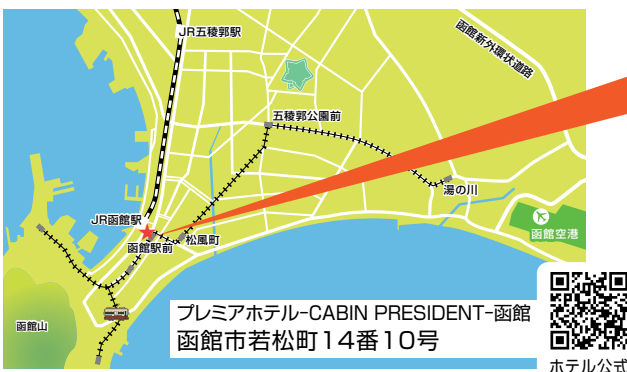 JR五稜郭駅
函館新外環状道路
五稜郭公園前
湯の川
JR函館駅
松風町
函館駅前
函館空港
函館山
プレミアホテル-CABIN PRESIDENT-函館
函館市若松町14番10号
ホテル公式